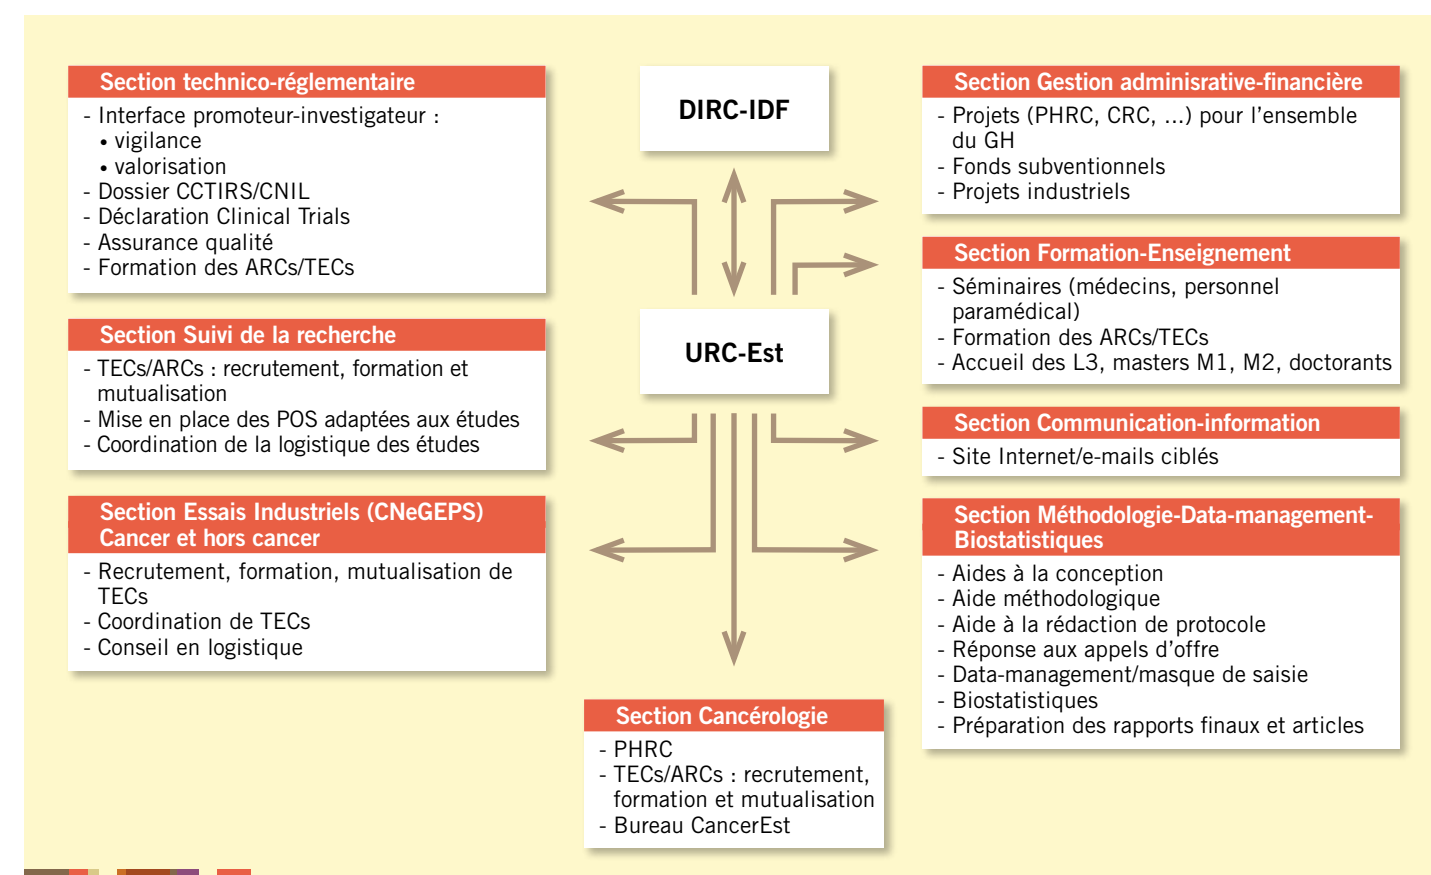 Section technico-réglementaire
- Interface promoteur-investigateur :
• vigilance
• valorisation
- Dossier CCTIRS/CNIL
- Déclaration Clinical Trials
- Assurance qualité
- Formation des ARCs/TECs
Section Suivi de la recherche
- TECs/ARCs : recrutement, formation et
mutualisation
- Mise en place des POS adaptées aux études
- Coordination de la logistique des études
Section Essais Industriels (CNeGEPS)
Cancer et hors cancer
- Recrutement, formation, mutualisation de
TECs
- Coordination de TECs
- Conseil en logistique
DIRC-IDF
URC-Est
Section Cancérologie
- PHRC
- TECs/ARCs : recrutement,
formation et mutualisation
- Bureau CancerEst
Section Gestion adminisrative-financière
- Projets (PHRC, CRC, ...) pour l'ensemble
du GH
- Fonds subventionnels
- Projets industriels
Section Formation-Enseignement
- Séminaires (médecins, personnel
paramédical)
- Formation des ARCs/TECs
- Accueil des L3, masters M1, M2, doctorants
Section Communication-information
- Site Internet/e-mails ciblés
Section Méthodologie-Data-management-
Biostatistiques
- Aides à la conception
- Aide méthodologique
- Aide à la rédaction de protocole
- Réponse aux appels d'offre
- Data-management/masque de saisie
- Biostatistiques
- Préparation des rapports finaux et articles